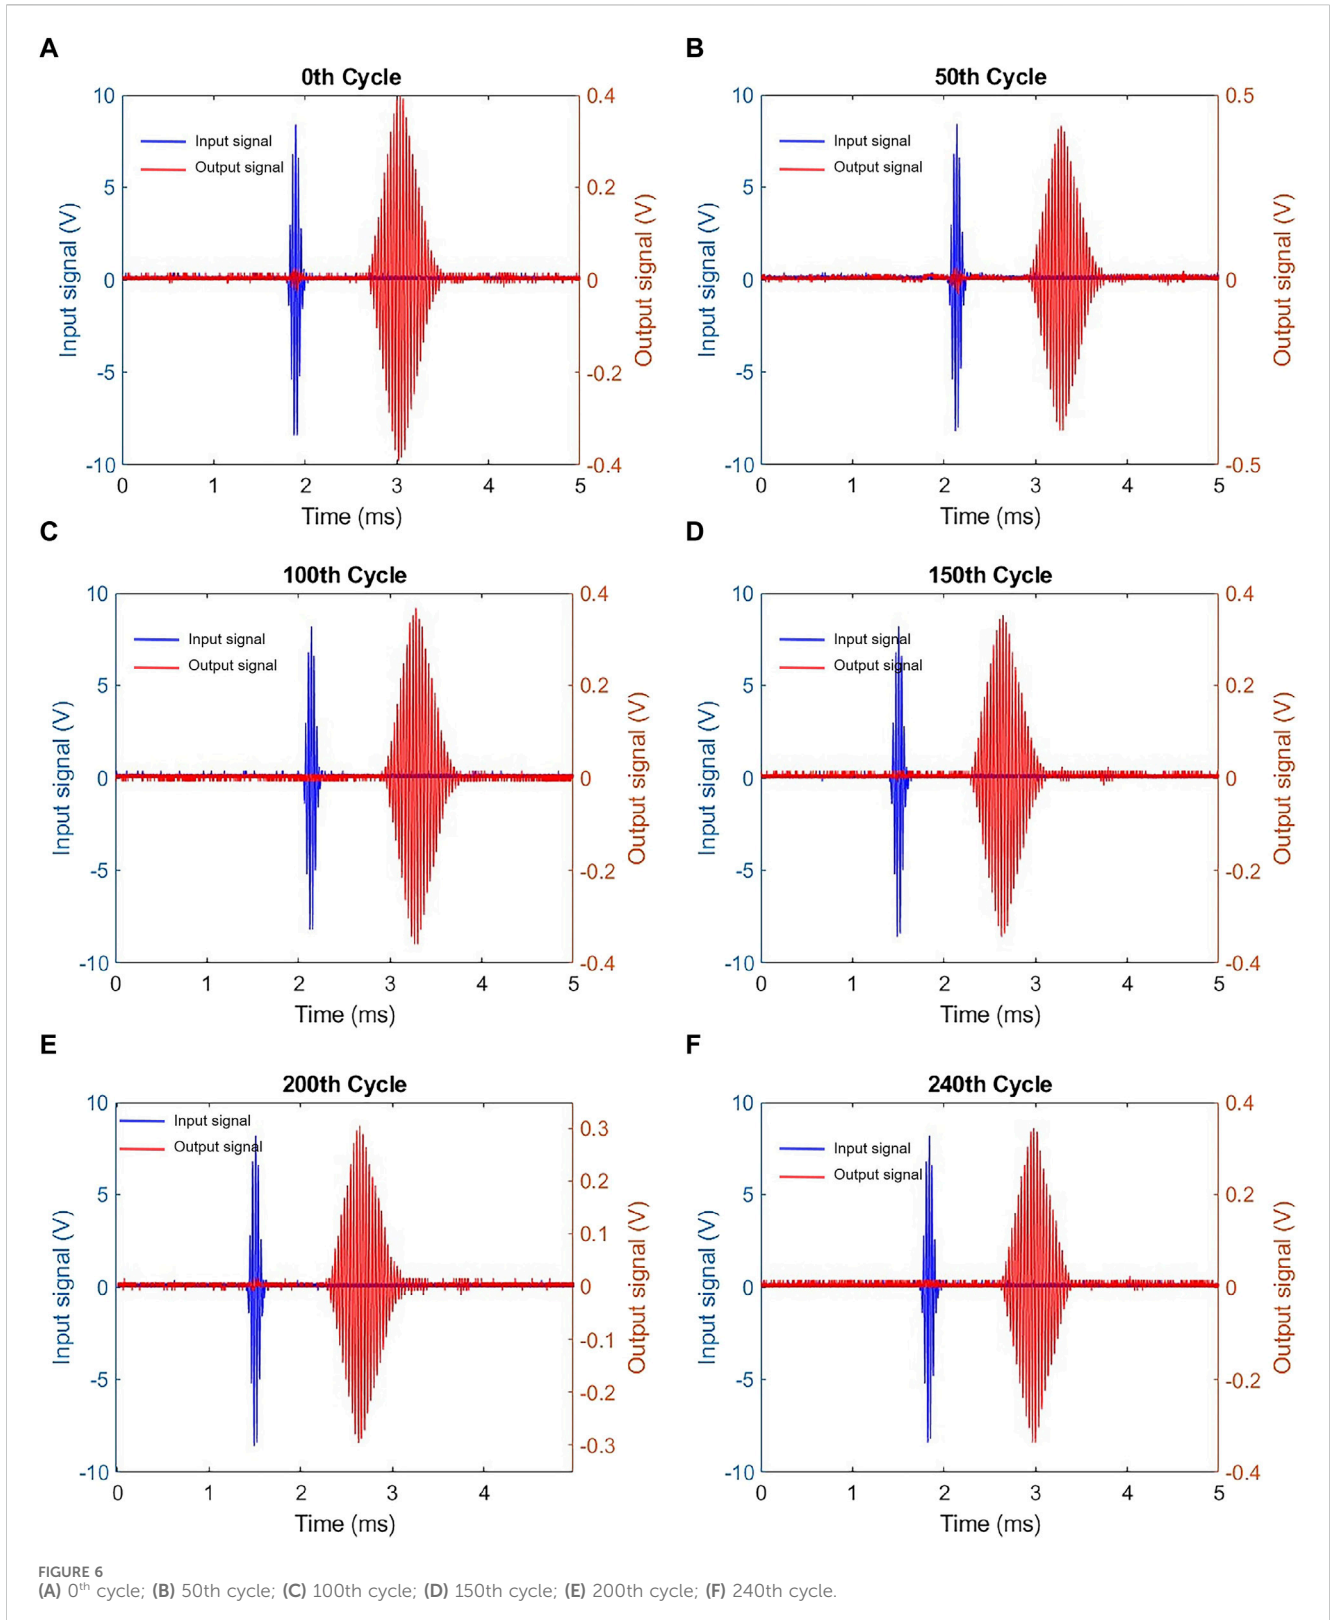 A
0th Cycle
10
5
0
-5
-10
Input signal (V)
Input signal
Output signal
0.4
0.2
0
-0.2
-0.4
Output signal (V)
0 1 2 3 4 5
Time (ms)
B
50th Cycle
10
5
0
-5
-10
Input signal (V)
Input signal
Output signal
0.5
0
-0.5
Output signal (V)
0 1 2 3 4 5
Time (ms)
C
100th Cycle
10
5
0
-5
-10
Input signal (V)
Input signal
Output signal
0.4
0.2
0
-0.2
-0.4
Output signal (V)
0 1 2 3 4 5
Time (ms)
D
150th Cycle
10
5
0
-5
-10
Input signal (V)
Input signal
Output signal
0.4
0.2
0
-0.2
-0.4
Output signal (V)
0 1 2 3 4 5
Time (ms)
E
200th Cycle
10
5
0
-5
-10
Input signal (V)
Input signal
Output signal
0.3
0.2
0.1
0
-0.1
-0.2
-0.3
Output signal (V)
0 1 2 3 4
Time (ms)
F
240th Cycle
10
5
0
-5
-10
Input signal (V)
Input signal
Output signal
0.4
0.2
0
-0.2
-0.4
Output signal (V)
0 1 2 3 4 5
Time (ms)
FIGURE 6
(A) 0th cycle; (B) 50th cycle; (C) 100th cycle; (D) 150th cycle; (E) 200th cycle; (F) 240th cycle.